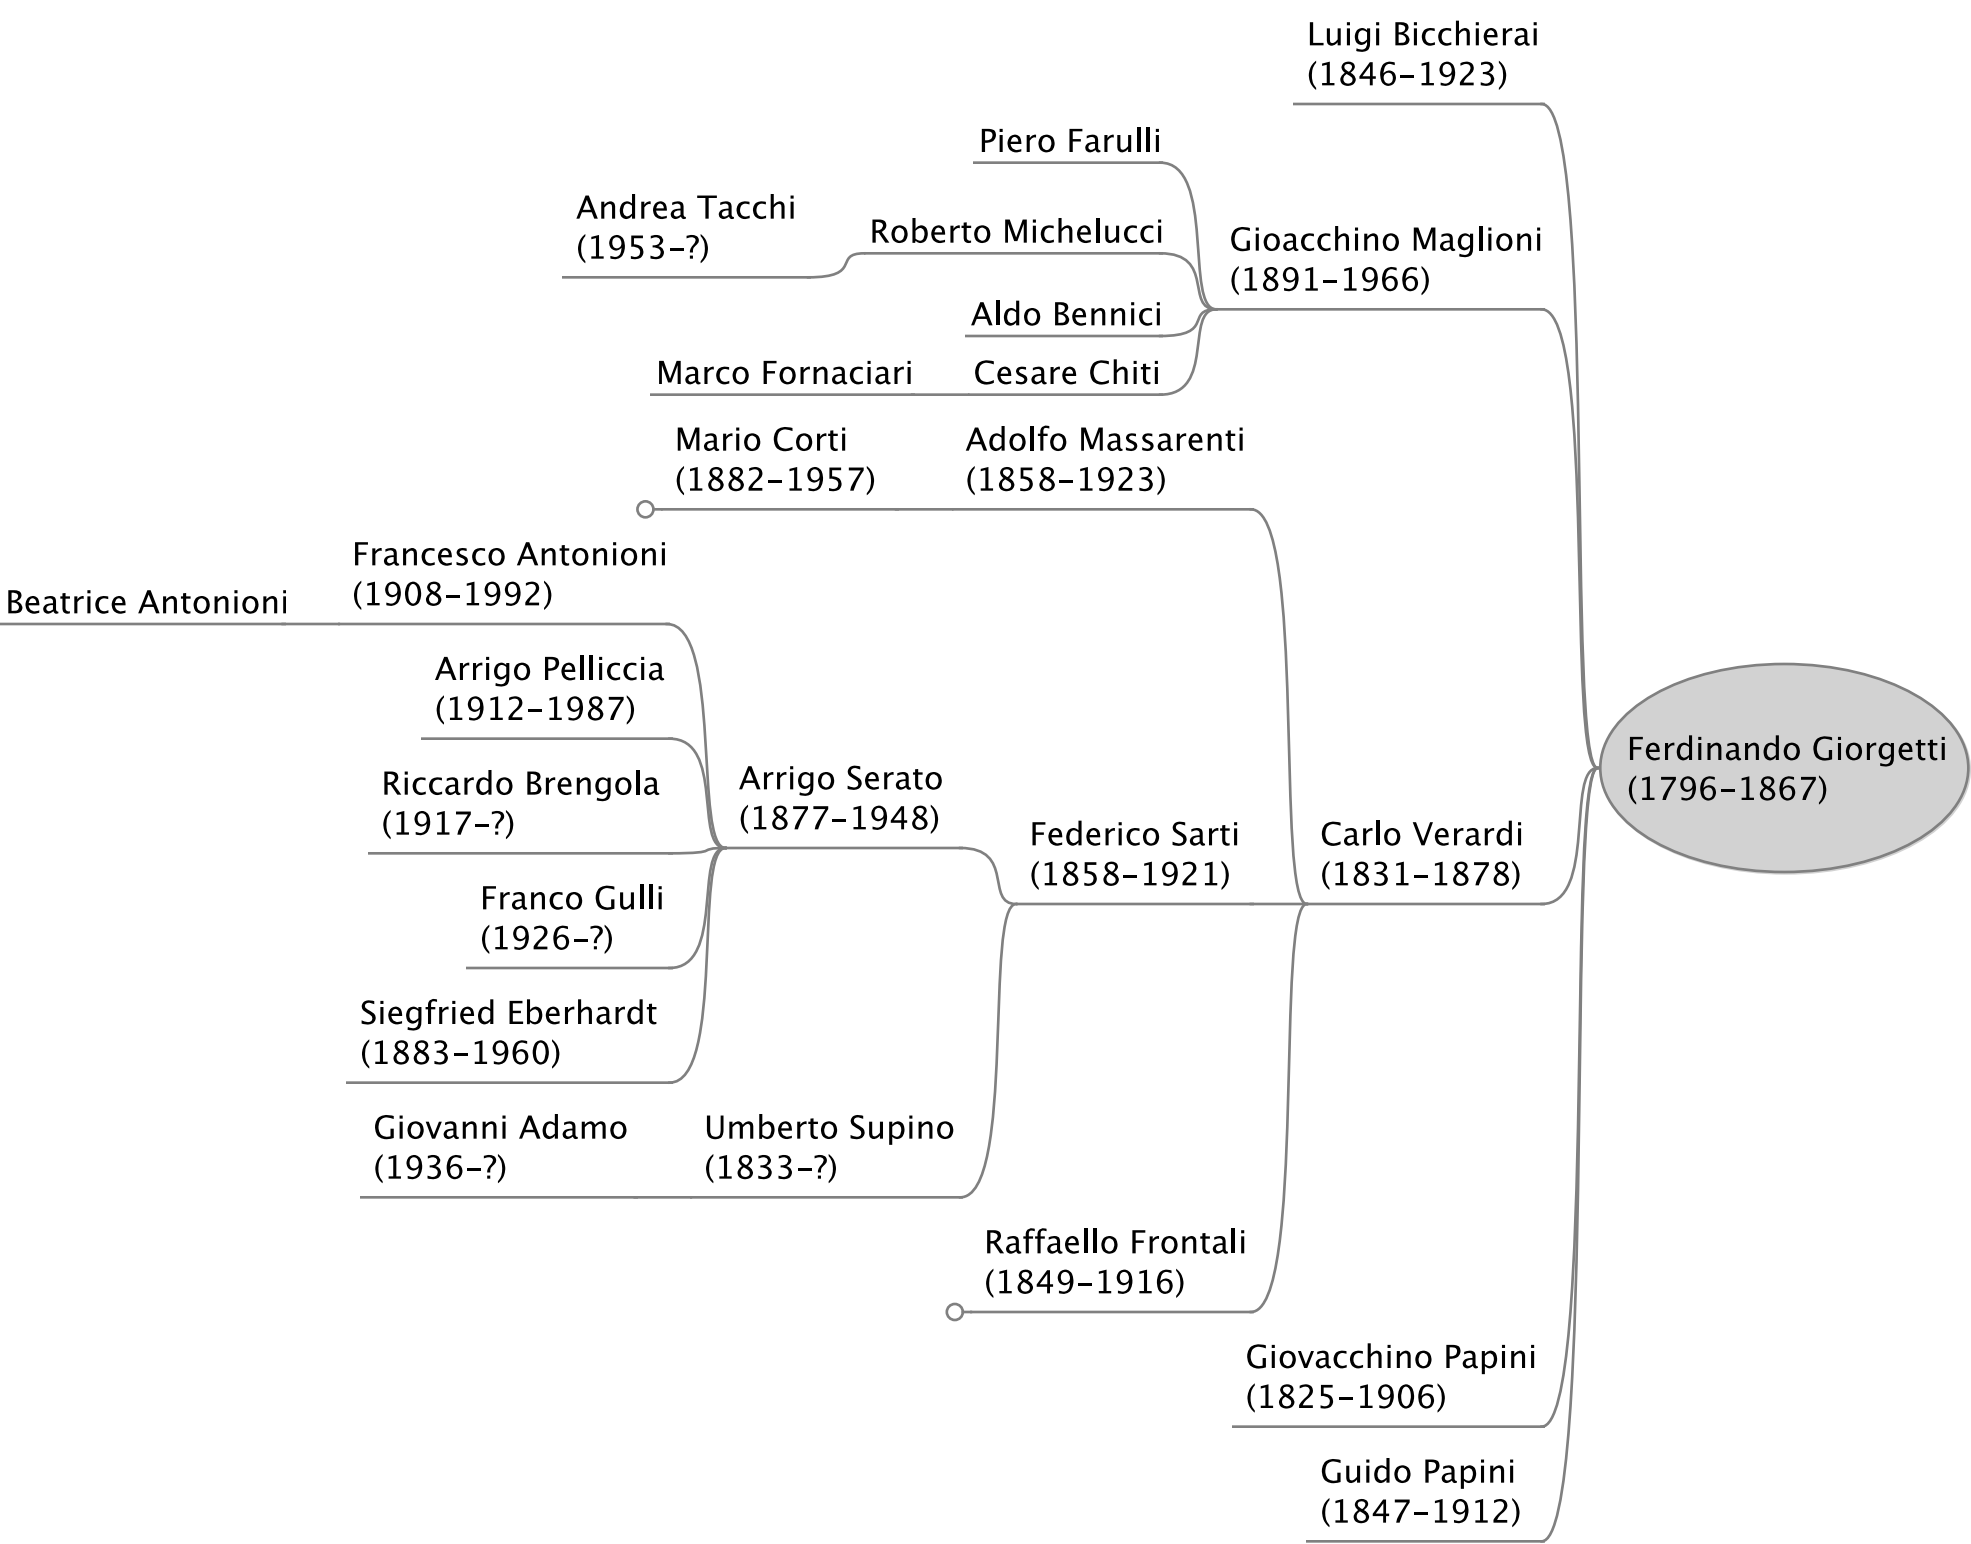 Luigi Bicchierai
(1846–1923)
Piero Farulli
Andrea Tacchi
(1953–?)
Roberto Michelucci
Gioacchino Maglioni
(1891–1966)
Aldo Bennici
Marco Fornaciari
Cesare Chiti
Mario Corti
(1882–1957)
Adolfo Massarenti
(1858–1923)
Francesco Antonioni
(1908–1992)
Beatrice Antonioni
Arrigo Pelliccia
(1912–1987)
Riccardo Brengola
(1917–?)
Arrigo Serato
(1877–1948)
Federico Sarti
(1858–1921)
Carlo Verardi
(1831–1878)
Ferdinando Giorgetti
(1796–1867)
Franco Gulli
(1926–?)
Siegfried Eberhardt
(1883–1960)
Giovanni Adamo
(1936–?)
Umberto Supino
(1833–?)
Raffaello Frontali
(1849–1916)
Giovacchino Papini
(1825–1906)
Guido Papini
(1847–1912)